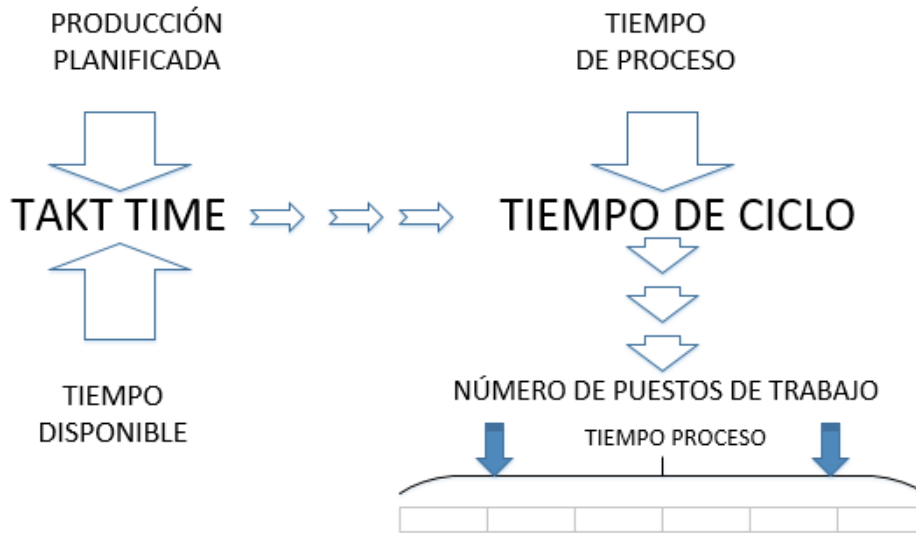 PRODUCCIÓN
PLANIFICADA
TIEMPO
DE PROCESO
TAKT TIME
TIEMPO DE CICLO
TIEMPO
DISPONIBLE
NÚMERO DE PUESTOS DE TRABAJO
TIEMPO PROCESO